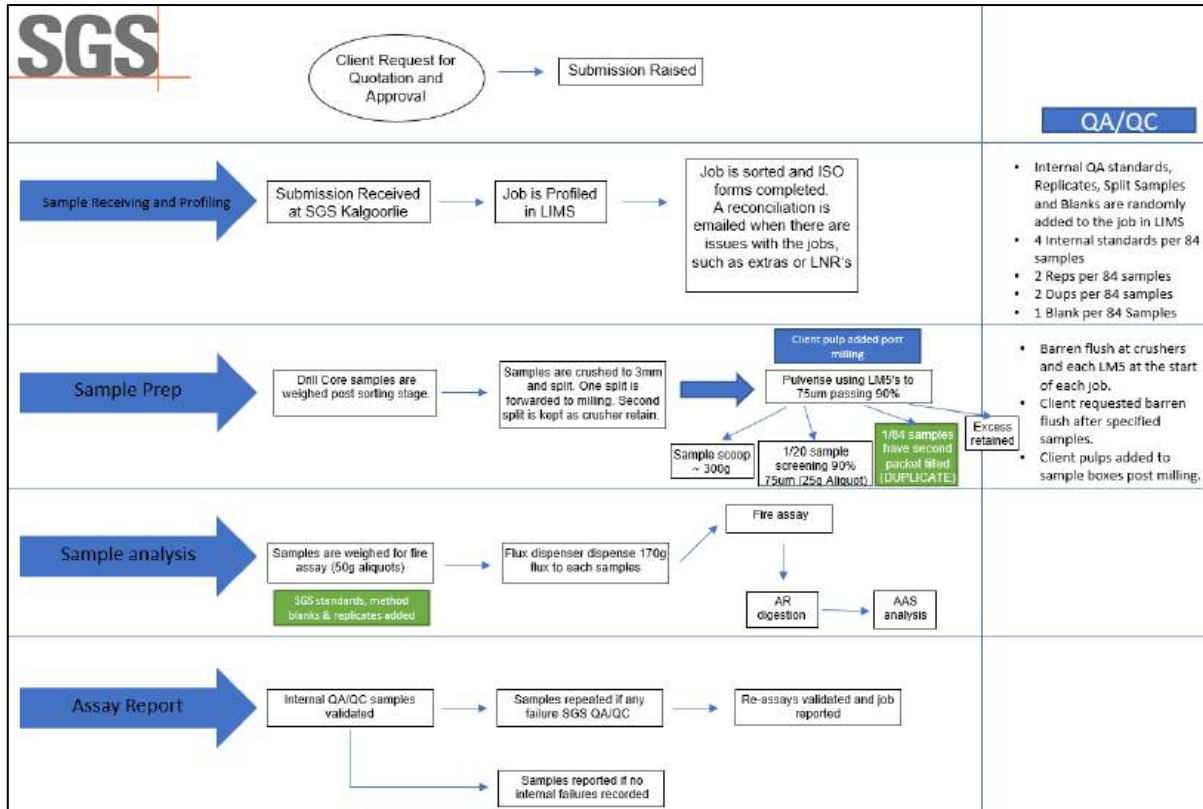 SGS
Client Request for
Quotation and
Approval
Submission Raised
QA/QC
Sample Receiving and Profiling
Submission Received
at SGS Kalgoorlie
Job is Profiled
in LIMS
Job is sorted and ISO
forms completed.
A reconciliation is
emailed when there are
issues with the jobs,
such as extras or LNR's
• Internal QA standards,
Replicates, Split Samples
and Blanks are randomly
added to the job in LIMS
• 4 Internal standards per 84
samples
• 2 Reps per 84 samples
• 2 Dups per 84 samples
• 1 Blank per 84 Samples
Sample Prep
Drill Core samples are
weighed post sorting stage.
Samples are crushed to 3mm
and split. One split is
forwarded to milling. Second
split is kept as crusher retain.
Client pulp added post
milling
Pulverise using LM5's to
75um passing 90%
Sample scoop
~ 300g
1/20 sample
screening 90%
75um (25g Aliquot)
1/84 samples
have second
packet filled
(DUPLICATE)
Excess
retained
• Barren flush at crushers
and each LM5 at the start
of each job.
• Client requested barren
flush after specified
samples.
• Client pulps added to
sample boxes post milling.
Sample analysis
Samples are weighed for fire
assay (50g aliquots)
SGS standards, method
blanks & replicates added
Flux dispenser dispense 170g
flux to each samples
Fire assay
AR
digestion
AAS
analysis
Assay Report
Internal QA/QC samples
validated
Samples repeated if any
failure SGS QA/QC
Re-assays validated and job
reported
Samples reported if no
internal failures recorded